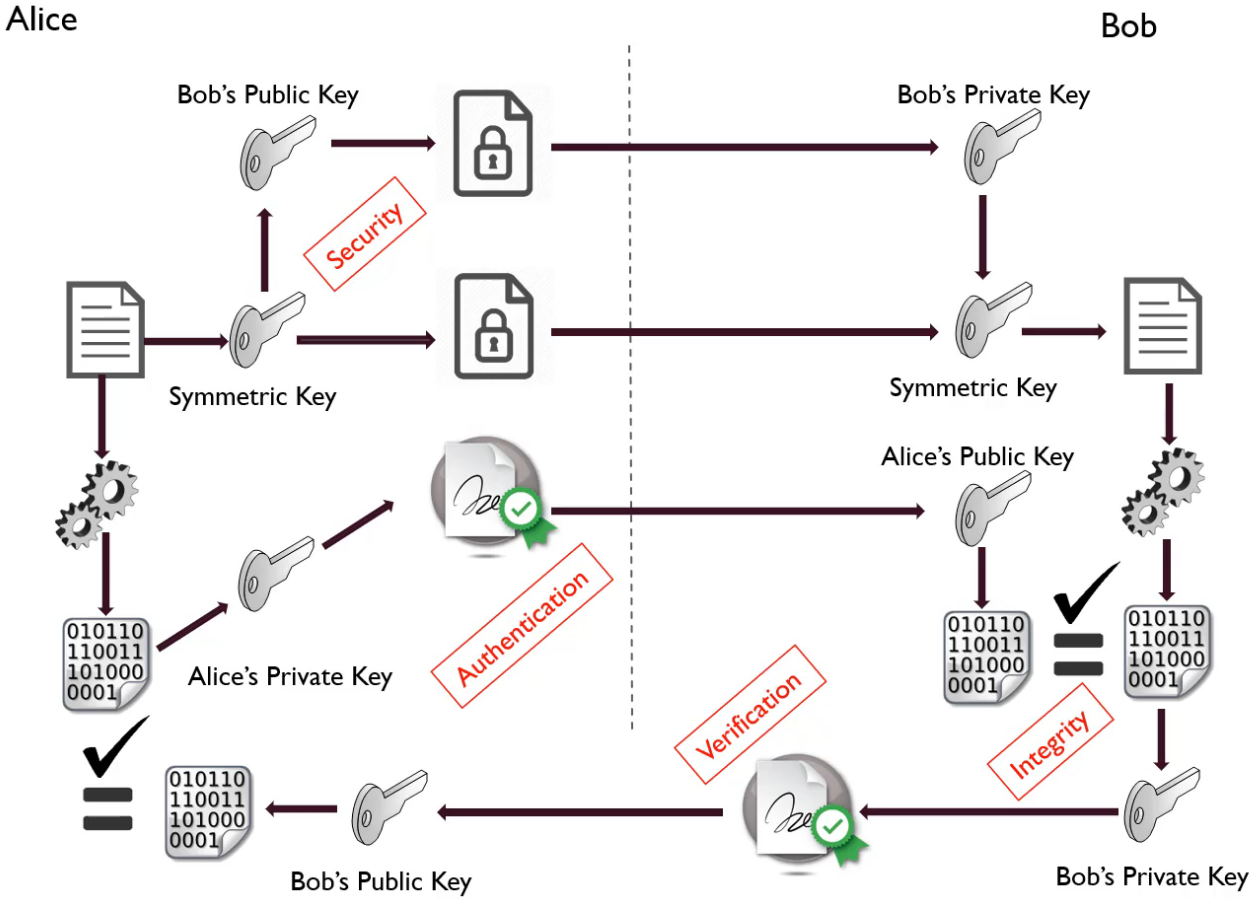 Alice
Bob
Bob's Public Key
Bob's Private Key
Security
Symmetric Key
Symmetric Key
Alice's Public Key
Authentication
010110
110011
101000
0001
Alice's Private Key
010110
110011
101000
0001
010110
110011
101000
0001
Verification
Integrity
010110
110011
101000
0001
Bob's Public Key
Bob's Private Key